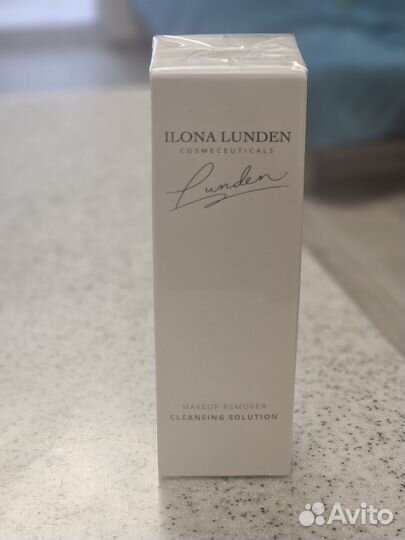 ILONA LUNDEN
COSMECEUTICALS
Lunden
MAKEUP REMOVER
CLEANSING SOLUTION
Avito